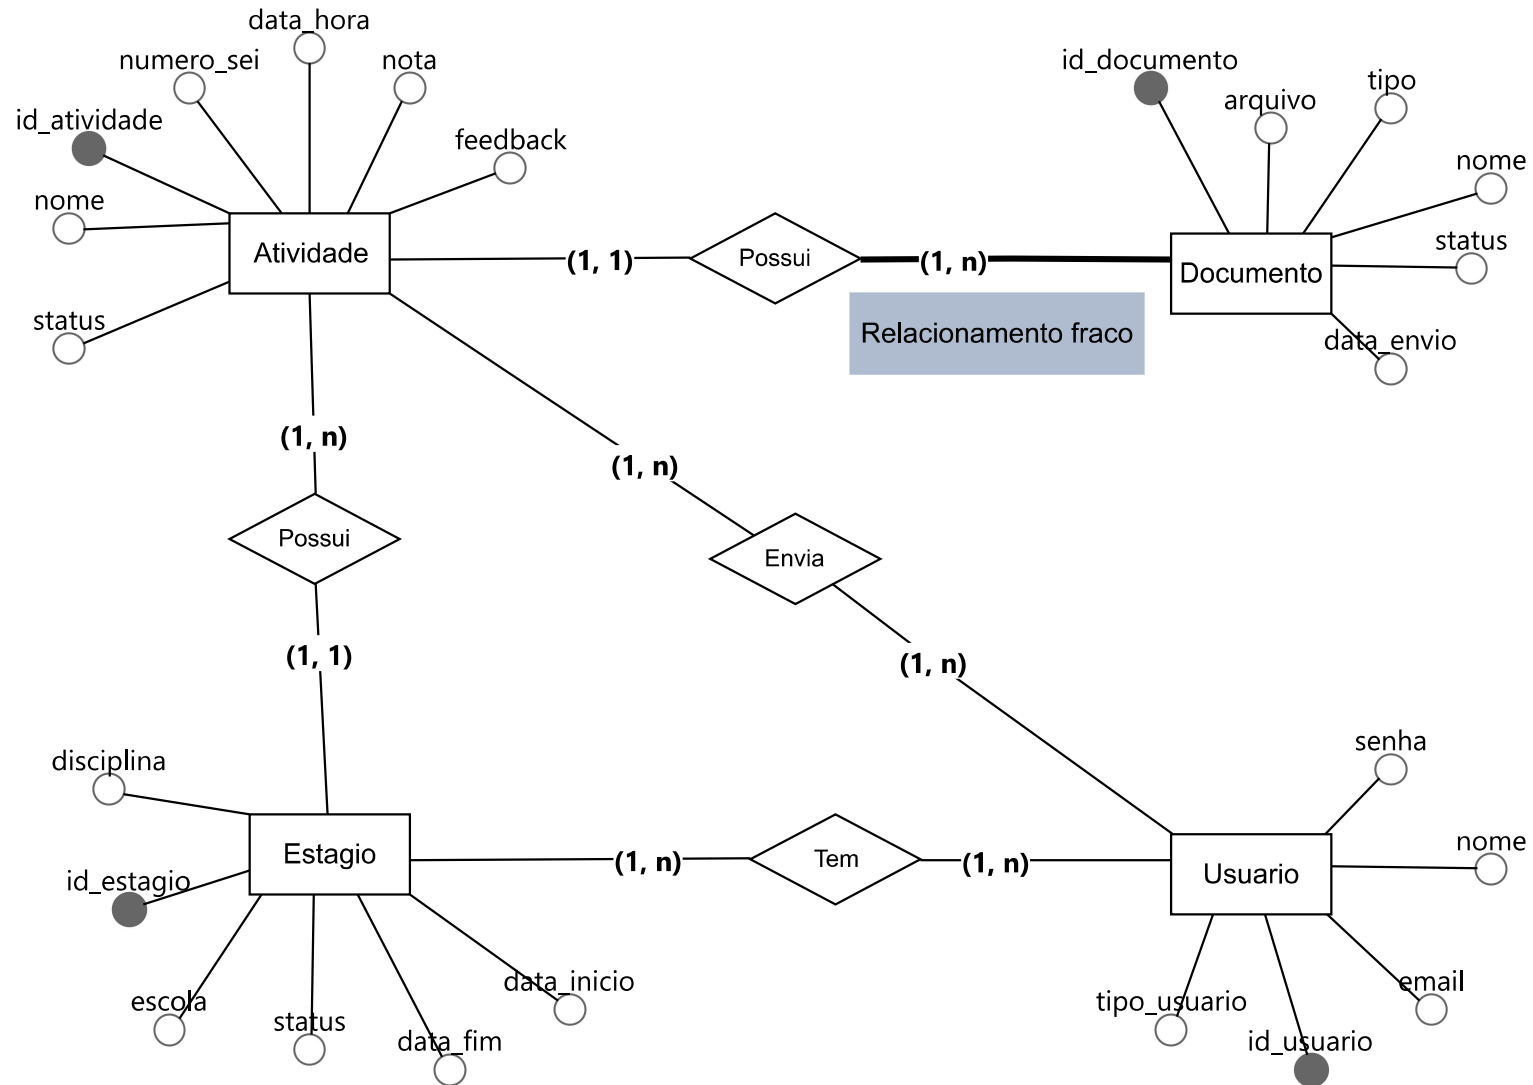 data_hora
numero_sei
nota
id_atividade
feedback
nome
Atividade
status
(1, 1)
Possui
(1, n)
Relacionamento fraco
id_documento
arquivo
tipo
nome
status
Documento
data_envio
(1, n)
Possui
(1, 1)
(1, n)
Envia
(1, n)
disciplina
Estagio
id_estagio
escola
status
data_fim
data_inicio
(1, n)
Tem
(1, n)
senha
nome
Usuario
email
tipo_usuario
id_usuario